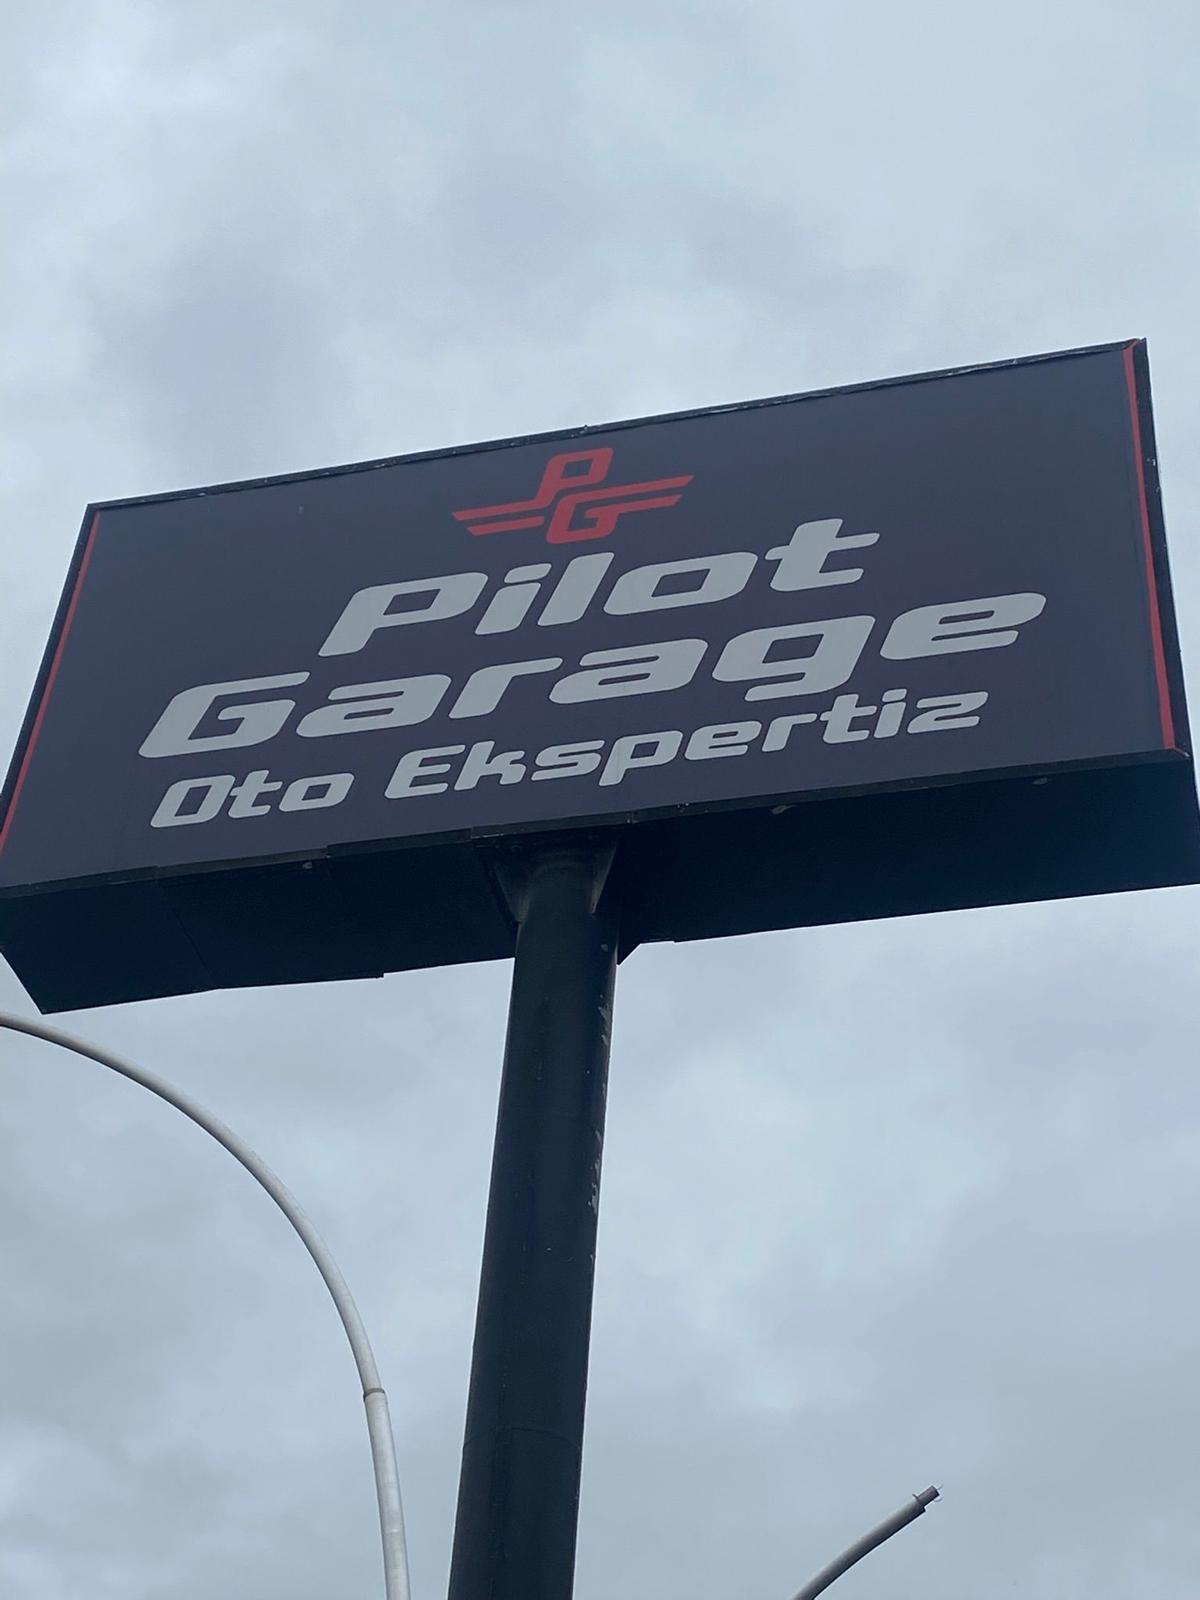 PG
Pilot
Garage
Oto Ekspertiz